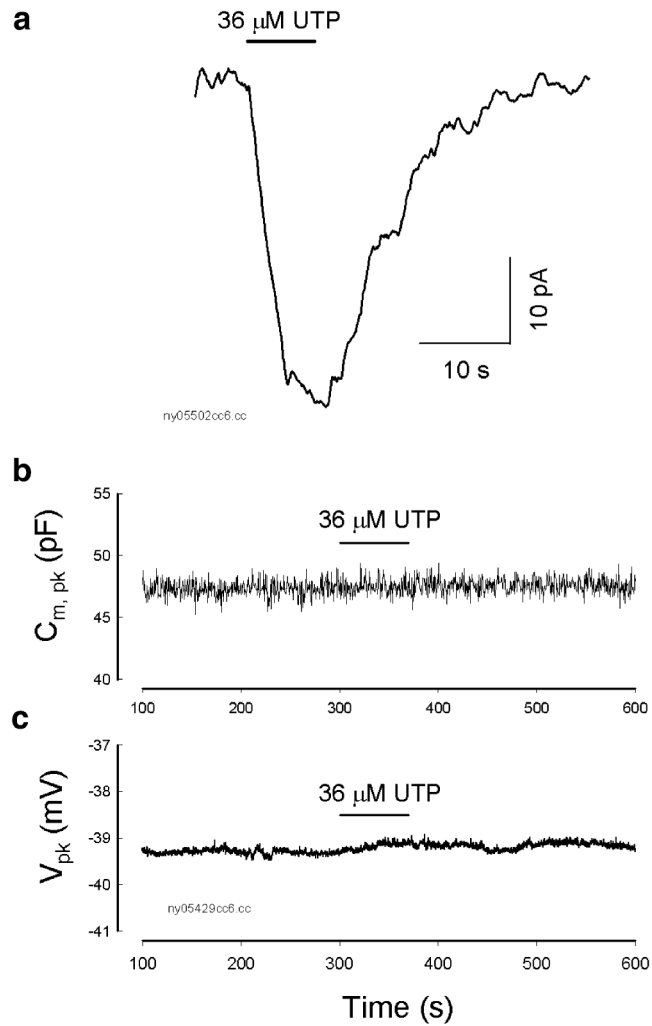 a
36 μM UTP
10 pA
10 s
ny05502cc6.cc
b
55
50
45
40
C_m, pk (pF)
36 μM UTP
100 200 300 400 500 600
c
-37
-38
-39
-40
-41
V_pk (mV)
36 μM UTP
ny05429cc6.cc
100 200 300 400 500 600
Time (s)